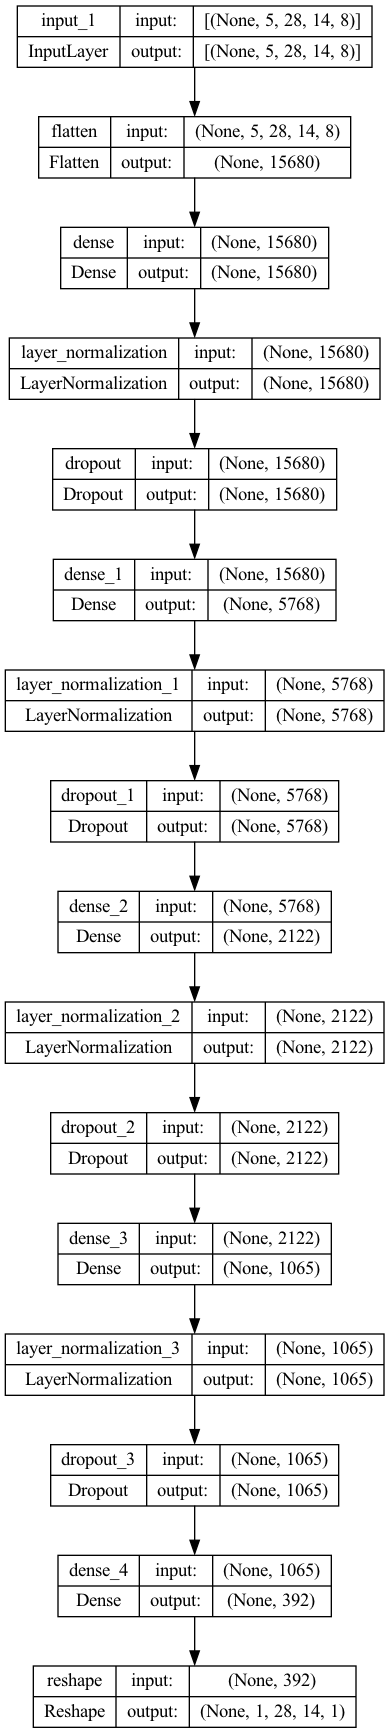 input_1 input: [(None, 5, 28, 14, 8)]
InputLayer output: [(None, 5, 28, 14, 8)]
flatten input: (None, 5, 28, 14, 8)
Flatten output: (None, 15680)
dense input: (None, 15680)
Dense output: (None, 15680)
layer_normalization input: (None, 15680)
LayerNormalization output: (None, 15680)
dropout input: (None, 15680)
Dropout output: (None, 15680)
dense_1 input: (None, 15680)
Dense output: (None, 5768)
layer_normalization_1 input: (None, 5768)
LayerNormalization output: (None, 5768)
dropout_1 input: (None, 5768)
Dropout output: (None, 5768)
dense_2 input: (None, 5768)
Dense output: (None, 2122)
layer_normalization_2 input: (None, 2122)
LayerNormalization output: (None, 2122)
dropout_2 input: (None, 2122)
Dropout output: (None, 2122)
dense_3 input: (None, 2122)
Dense output: (None, 1065)
layer_normalization_3 input: (None, 1065)
LayerNormalization output: (None, 1065)
dropout_3 input: (None, 1065)
Dropout output: (None, 1065)
dense_4 input: (None, 1065)
Dense output: (None, 392)
reshape input: (None, 392)
Reshape output: (None, 1, 28, 14, 1)